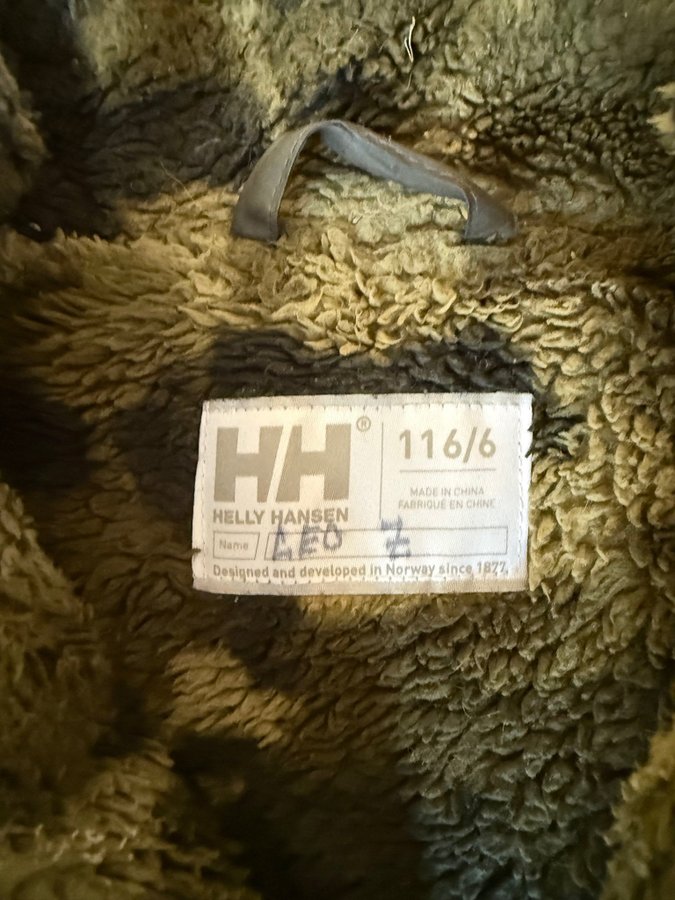 HH®
116/6
MADE IN CHINA
FABRIQUÉ EN CHINE
HELLY HANSEN
Name LEO Z
Designed and developed in Norway since 1877.